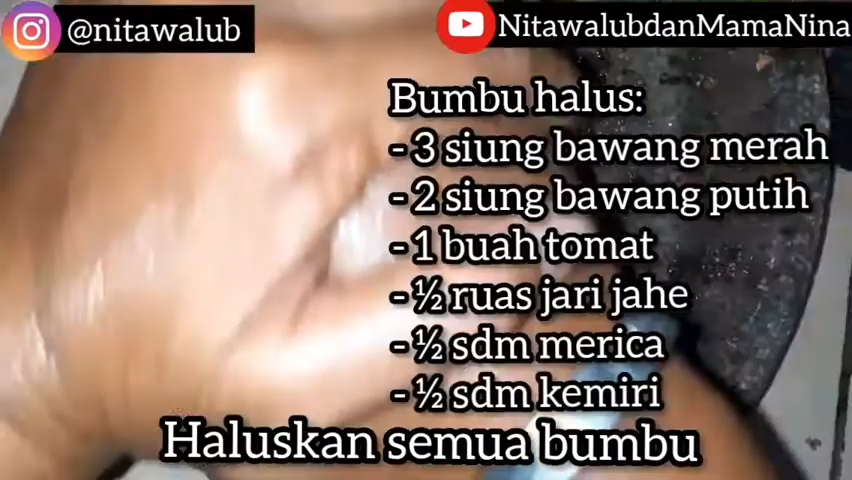 @nitawalub
NitawalubdanMamaNina
Bumbu halus:
-3 siung bawang merah
-2 siung bawang putih
-1 buah tomat
-½ ruas jari jahe
-½ sdm merica
-½ sdm kemiri
Haluskan semua bumbu